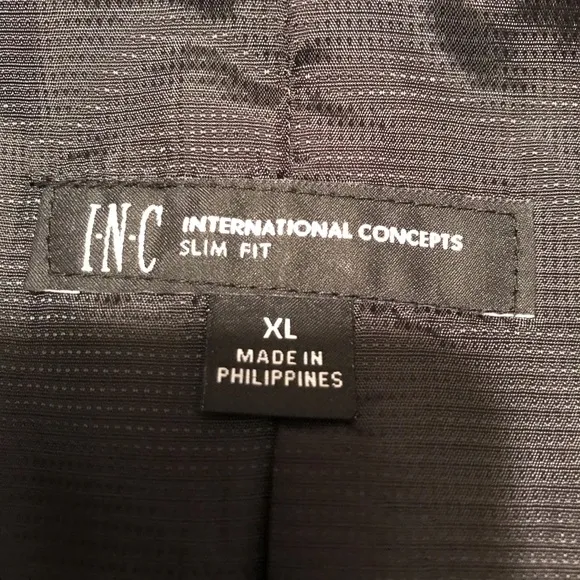 I·N·C INTERNATIONAL CONCEPTS
SLIM FIT
XL
MADE IN
PHILIPPINES